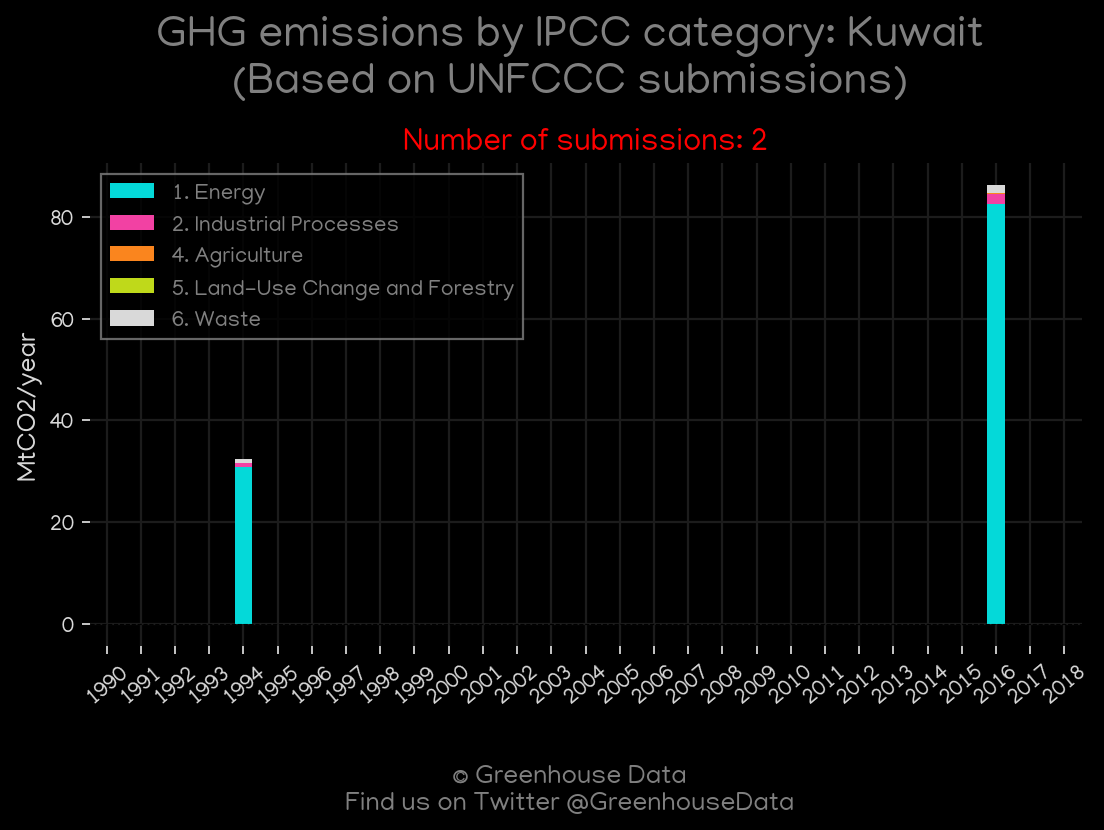 GHG emissions by IPCC category: Kuwait
(Based on UNFCCC submissions)
Number of submissions: 2
1. Energy
2. Industrial Processes
4. Agriculture
5. Land-Use Change and Forestry
6. Waste
MtCO2/year
80
60
40
20
0
1990 1991 1992 1993 1994 1995 1996 1997 1998 1999 2000 2001 2002 2003 2004 2005 2006 2007 2008 2009 2010 2011 2012 2013 2014 2015 2016 2017 2018
© Greenhouse Data
Find us on Twitter @GreenhouseData